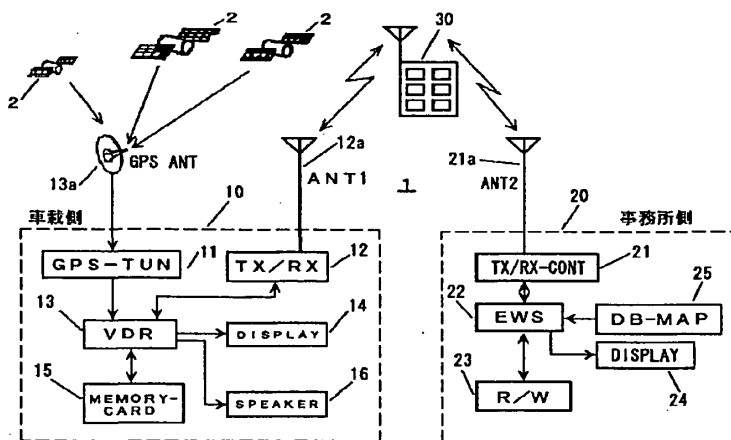 2
2
2
30
12a
ANT1
GPS ANT
13a
1
21a
ANT2
車載側
10
20
事務所側
GPS-TUN
11
TX/RX
12
TX/RX-CONT
21
13
VDR
DISPLAY
14
22
EWS
DB-MAP
25
15
MEMORY-
CARD
SPEAKER
16
23
R/W
DISPLAY
24